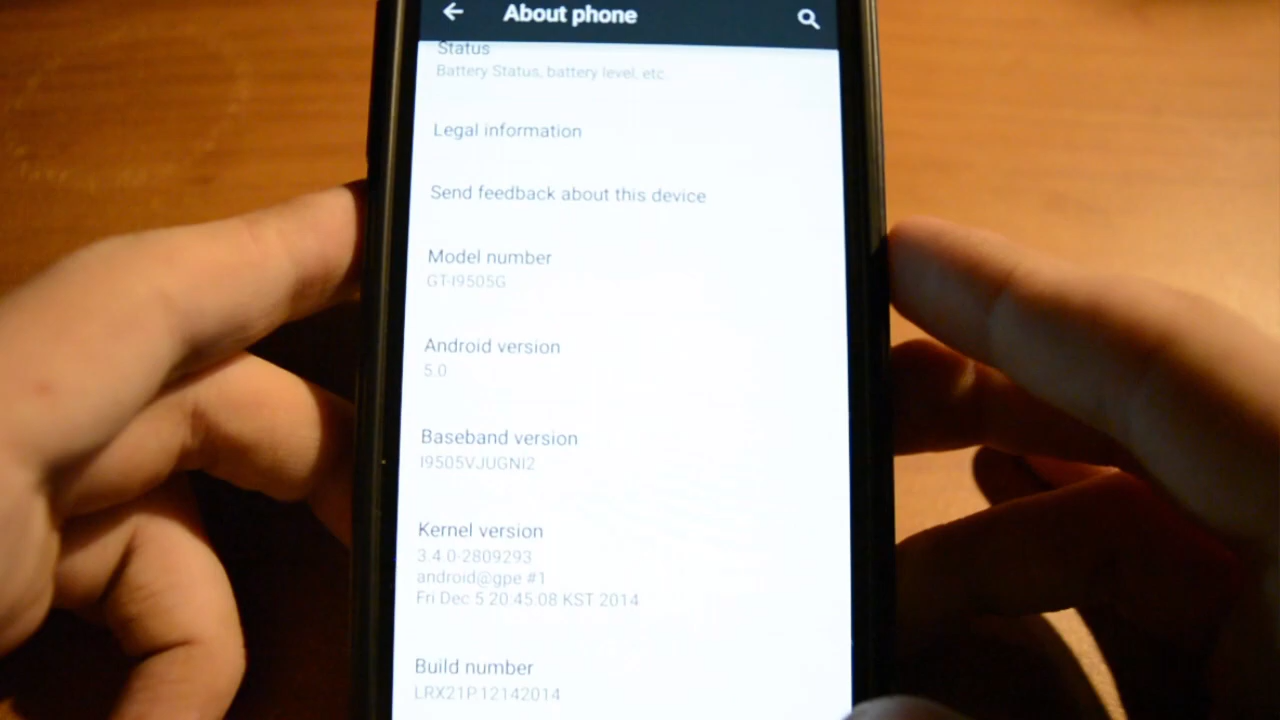 About phone
Status
Battery Status, battery level, etc.
Legal information
Send feedback about this device
Model number
GT-I9505G
Android version
5.0
Baseband version
I9505VJUGNI2
Kernel version
3.4.0-2809293
android@gpe #1
Fri Dec 5 20:45:08 KST 2014
Build number
LRX21P.12142014